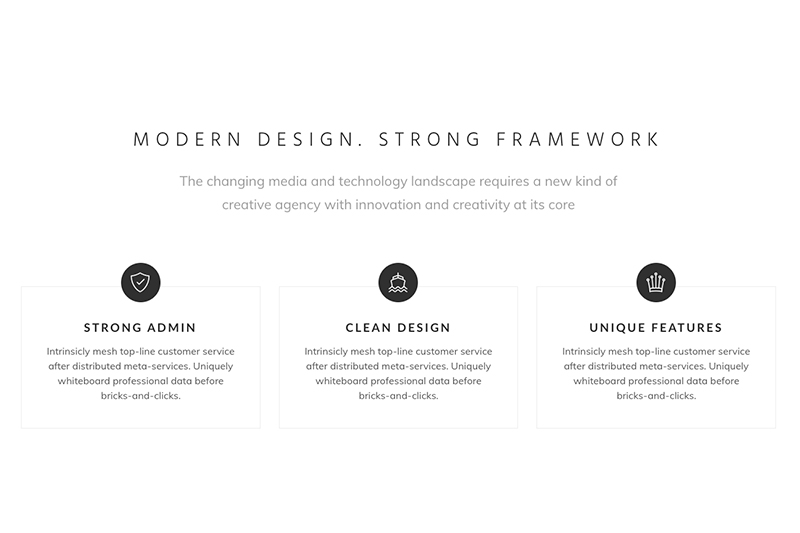 MODERN DESIGN. STRONG FRAMEWORK
The changing media and technology landscape requires a new kind of
creative agency with innovation and creativity at its core
STRONG ADMIN
Intrinsicly mesh top-line customer service
after distributed meta-services. Uniquely
whiteboard professional data before
bricks-and-clicks.
CLEAN DESIGN
Intrinsicly mesh top-line customer service
after distributed meta-services. Uniquely
whiteboard professional data before
bricks-and-clicks.
UNIQUE FEATURES
Intrinsicly mesh top-line customer service
after distributed meta-services. Uniquely
whiteboard professional data before
bricks-and-clicks.